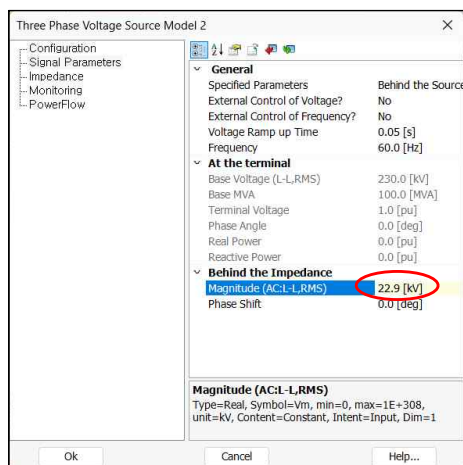 Three Phase Voltage Source Model 2
Configuration
Signal Parameters
Impedance
Monitoring
PowerFlow
General
Specified Parameters Behind the Source
External Control of Voltage? No
External Control of Frequency? No
Voltage Ramp up Time 0.05 [s]
Frequency 60.0 [Hz]
At the terminal
Base Voltage (L-L,RMS) 230.0 [kV]
Base MVA 100.0 [MVA]
Terminal Voltage 1.0 [pu]
Phase Angle 0.0 [deg]
Real Power 0.0 [pu]
Reactive Power 0.0 [pu]
Behind the Impedance
Magnitude (AC:L-L,RMS) 22.9 [kV]
Phase Shift 0.0 [deg]
Magnitude (AC:L-L,RMS)
Type=Real, Symbol=Vm, min=0, max=1E+308,
unit=kV, Content=Constant, Intent=Input, Dim=1
Ok Cancel Help...